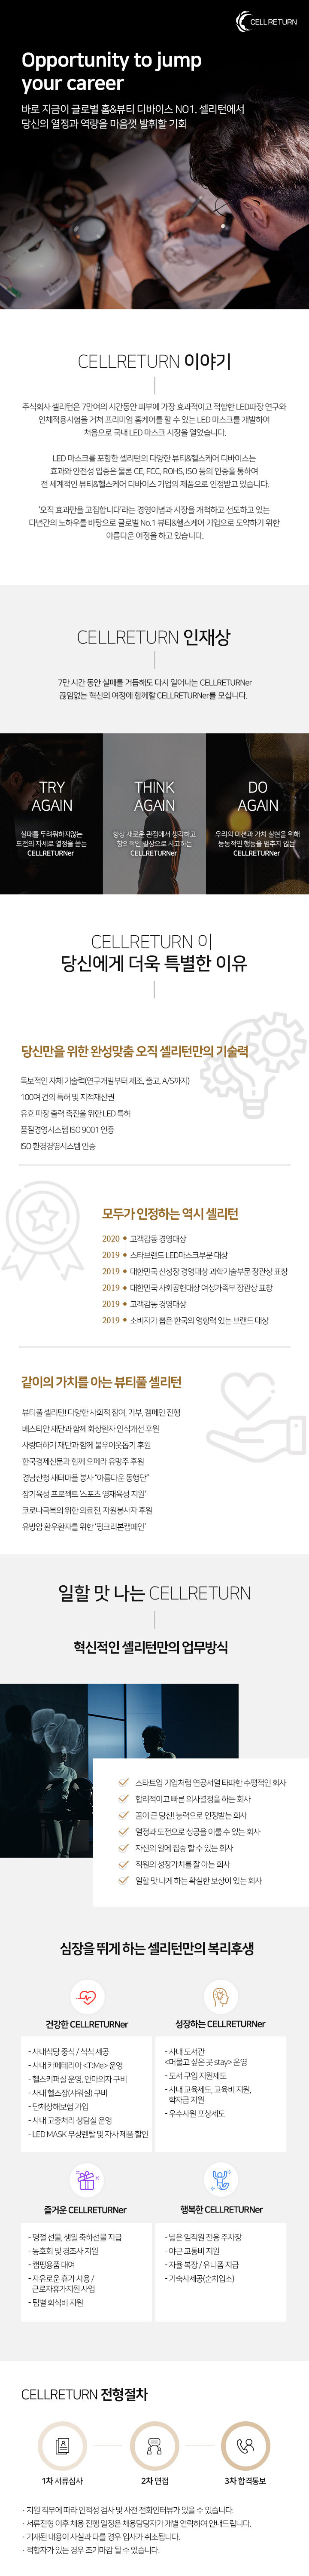 CELLRETURN
Opportunity to jump
your career
바로 지금이 글로벌 홈&뷰티 디바이스 NO1. 셀리턴에서
당신의 열정과 역량을 마음껏 발휘할 기회
CELLRETURN 이야기
주식회사 셀리턴은 7만여의 시간동안 피부에 가장 효과적이고 적합한 LED파장 연구와
인체적용시험을 거쳐 프리미엄 홈케어를 할 수 있는 LED 마스크를 개발하여
처음으로 국내 LED 마스크 시장을 열었습니다.
LED 마스크를 포함한 셀리턴의 다양한 뷰티&헬스케어 디바이스는
효과와 안전성 입증은 물론 CE, FCC, ROHS, ISO 등의 인증을 통하여
전 세계적인 뷰티&헬스케어 디바이스 기업의 제품으로 인정받고 있습니다.
'오직 효과만을 고집합니다'라는 경영이념과 시장을 개척하고 선도하고 있는
다년간의 노하우를 바탕으로 글로벌 No.1 뷰티&헬스케어 기업으로 도약하기 위한
아름다운 여정을 하고 있습니다.
CELLRETURN 인재상
7만 시간 동안 실패를 거듭해도 다시 일어나는 CELLRETURNer
끊임없는 혁신의 여정에 함께할 CELLRETURNer를 모십니다.
TRY
AGAIN
실패를 두려워하지않는
도전의 자세로 열정을 쏟는
CELLRETURNer
THINK
AGAIN
항상 새로운 관점에서 생각하고
창의적인 발상으로 사고하는
CELLRETURNer
DO
AGAIN
우리의 미션과 가치 실현을 위해
능동적인 행동을 멈추지 않는
CELLRETURNer
CELLRETURN 이
당신에게 더욱 특별한 이유
당신만을 위한 완성맞춤 오직 셀리턴만의 기술력
독보적인 자체 기술력(연구개발부터 제조, 출고, A/S까지)
100여 건의 특허 및 지적재산권
유효 파장 출력 촉진을 위한 LED 특허
품질경영시스템 ISO 9001 인증
ISO 환경경영시스템 인증
모두가 인정하는 역시 셀리턴
2020 고객감동 경영대상
2019 스타브랜드 LED마스크부문 대상
2019 대한민국 신성장 경영대상 과학기술부문 장관상 표창
2019 대한민국 사회공헌대상 여성가족부 장관상 표창
2019 고객감동 경영대상
2019 소비자가 뽑은 한국의 영향력 있는 브랜드 대상
같이의 가치를 아는 뷰티풀 셀리턴
뷰티풀 셀리턴! 다양한 사회적 참여, 기부, 캠페인 진행
베스티안 재단과 함께 화상환자 인식개선 후원
사랑더하기 재단과 함께 불우이웃돕기 후원
한국경제신문과 함께 오페라 유망주 후원
경남산청 새터마을 봉사 "아름다운 동행단"
장기육성 프로젝트 '스포츠 영재육성 지원'
코로나극복의 위한 의료진, 자원봉사자 후원
유방암 환우환자를 위한 '핑크리본캠페인'
일할 맛 나는 CELLRETURN
혁신적인 셀리턴만의 업무방식
스타트업 기업처럼 연공서열 타파한 수평적인 회사
합리적이고 빠른 의사결정을 하는 회사
꿈이 큰 당신! 능력으로 인정받는 회사
열정과 도전으로 성공을 이룰 수 있는 회사
자신의 일에 집중 할 수 있는 회사
직원의 성장가치를 잘 아는 회사
일할 맛 나게 하는 확실한 보상이 있는 회사
심장을 뛰게 하는 셀리턴만의 복리후생
건강한 CELLRETURNer
- 사내식당 중식 / 석식 제공
- 사내 카페테리아 <T:Me> 운영
- 헬스키퍼실 운영, 안마의자 구비
- 사내 헬스장(샤워실) 구비
- 단체상해보험 가입
- 사내 고충처리 상담실 운영
- LED MASK 무상렌탈 및 자사 제품 할인
성장하는 CELLRETURNer
- 사내 도서관
<머물고 싶은 곳 stay> 운영
- 도서 구입 지원제도
- 사내 교육제도, 교육비 지원,
학자금 지원
- 우수사원 포상제도
즐거운 CELLRETURNer
- 명절 선물, 생일 축하선물 지급
- 동호회 및 경조사 지원
- 캠핑용품 대여
- 자유로운 휴가 사용 /
근로자휴가지원 사업
- 팀별 회식비 지원
행복한 CELLRETURNer
- 넓은 임직원 전용 주차장
- 야근 교통비 지원
- 자율 복장 / 유니폼 지급
- 기숙사제공(순차입소)
CELLRETURN 전형절차
1차 서류심사
2차 면접
3차 합격통보
· 지원 직무에 따라 인적성 검사 및 사전 전화인터뷰가 있을 수 있습니다.
· 서류전형 이후 채용 진행 일정은 채용담당자가 개별 연락하여 안내드립니다.
· 기재된 내용이 사실과 다를 경우 입사가 취소됩니다.
· 적합자가 있는 경우 조기마감 될 수 있습니다.